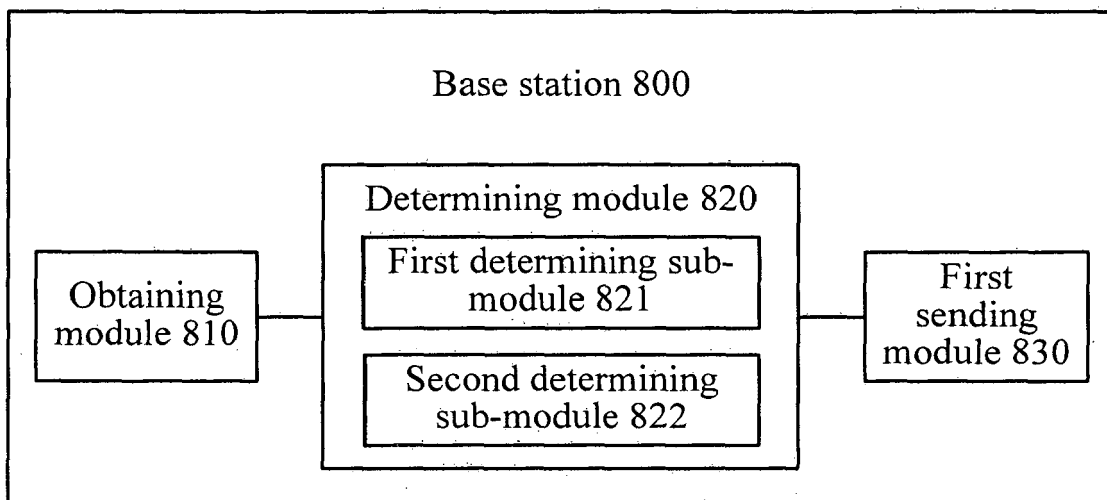 Base station 800
Determining module 820
First determining sub-
module 821
Second determining
sub-module 822
Obtaining
module 810
First
sending
module 830